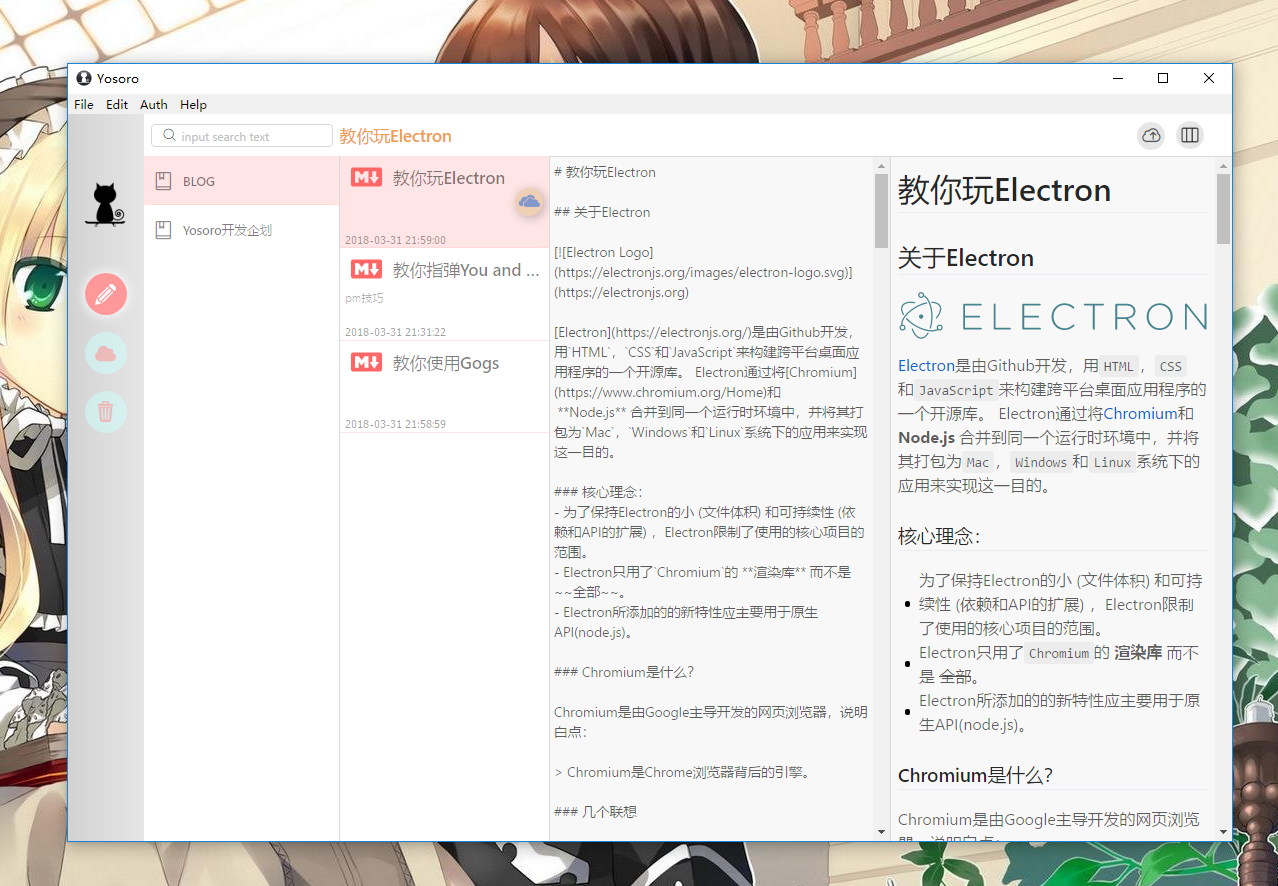 Yosoro
File Edit Auth Help
input search text
教你玩Electron
BLOG
Yosoro开发企划
教你玩Electron
2018-03-31 21:59:00
教你指弹You and ...
pm技巧
2018-03-31 21:31:22
教你使用Gogs
2018-03-31 21:58:59
# 教你玩Electron
## 关于Electron
[![Electron Logo]
(https://electronjs.org/images/electron-logo.svg)]
(https://electronjs.org)
[Electron](https://electronjs.org/)是由Github开发，
用`HTML`，`CSS`和`JavaScript`来构建跨平台桌面应
用程序的一个开源库。 Electron通过将[Chromium]
(https://www.chromium.org/Home)和
**Node.js** 合并到同一个运行时环境中，并将其打
包为`Mac`，`Windows`和`Linux`系统下的应用来实现
这一目的。
### 核心理念：
- 为了保持Electron的小 (文件体积) 和可持续性 (依
赖和API的扩展) ，Electron限制了使用的核心项目的
范围。
- Electron只用了`Chromium`的 **渲染库** 而不是
~~全部~~。
- Electron所添加的的新特性应主要用于原生
API(node.js)。
### Chromium是什么？
Chromium是由Google主导开发的网页浏览器，说明
白点：
> Chromium是Chrome浏览器背后的引擎。
### 几个联想
教你玩Electron
关于Electron
ELECTRON
Electron是由Github开发，用 HTML ， CSS
和 JavaScript 来构建跨平台桌面应用程序的
一个开源库。 Electron通过将Chromium和
Node.js 合并到同一个运行时环境中，并将
其打包为 Mac ， Windows 和 Linux 系统下的
应用来实现这一目的。
核心理念：
为了保持Electron的小 (文件体积) 和可持
续性 (依赖和API的扩展) ，Electron限制
了使用的核心项目的范围。
Electron只用了 Chromium 的 渲染库 而不
是 全部。
Electron所添加的的新特性应主要用于原
生API(node.js)。
Chromium是什么？
Chromium是由Google主导开发的网页浏览